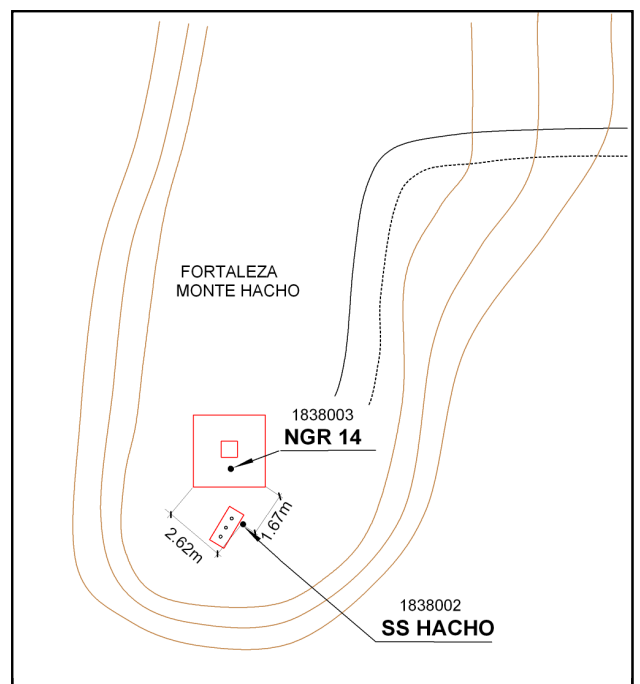 FORTALEZA
MONTE HACHO
1838003
NGR 14
2.62m
1.67m
1838002
SS HACHO